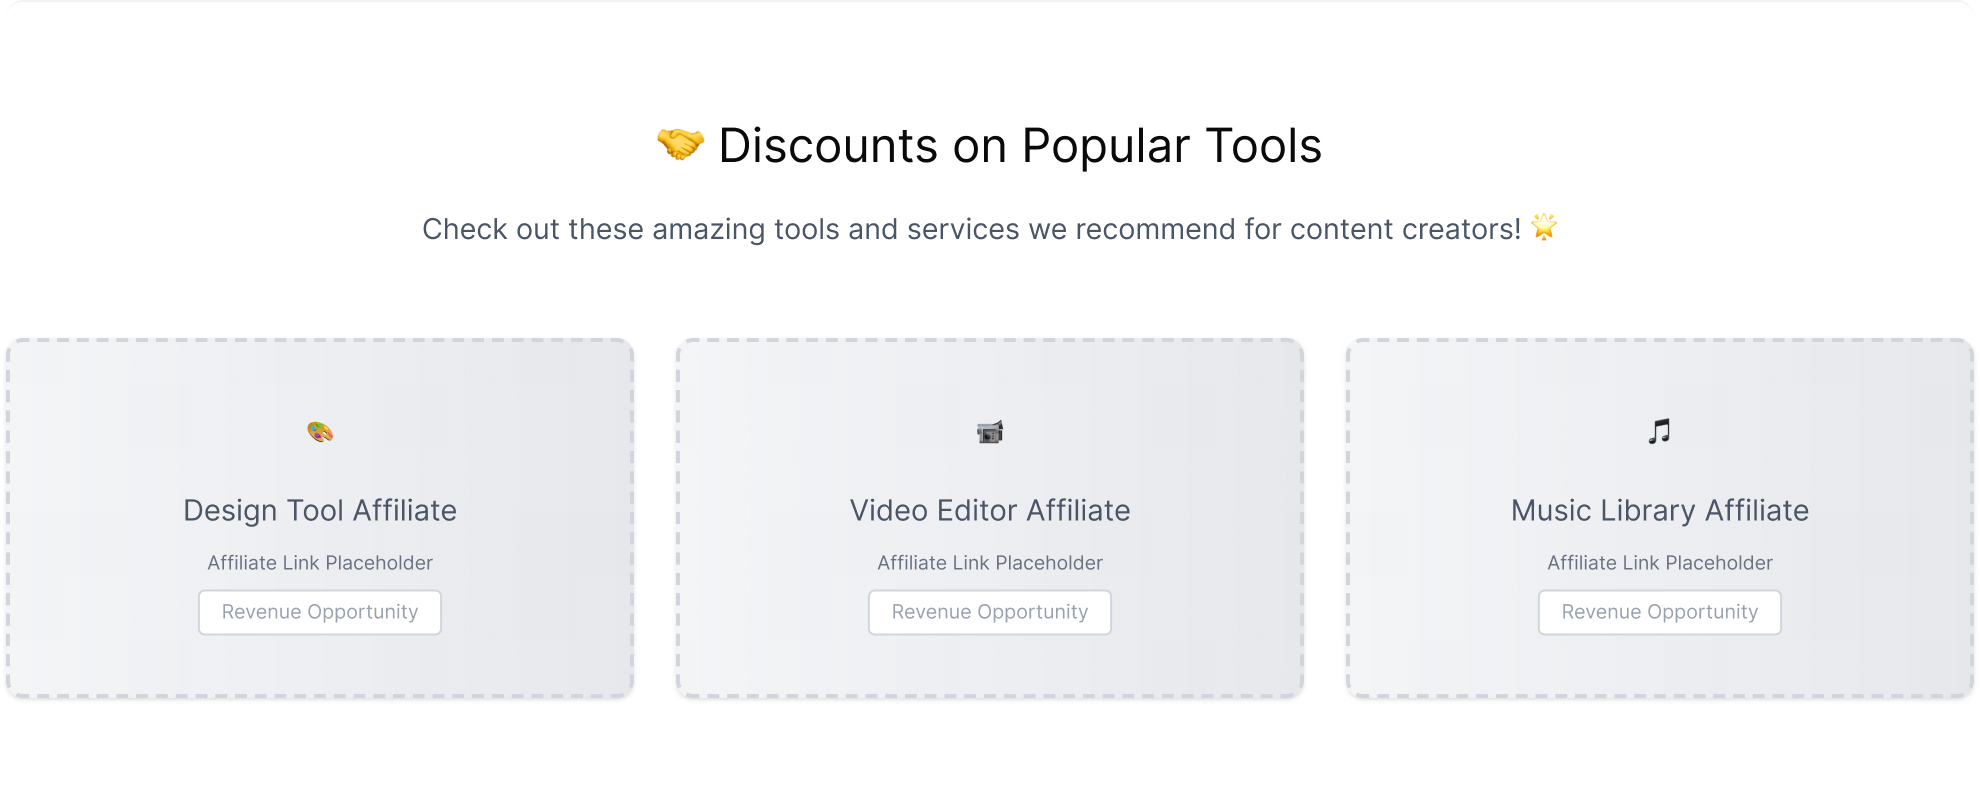 🤝 Discounts on Popular Tools
Check out these amazing tools and services we recommend for content creators! 🌟
Design Tool Affiliate
Affiliate Link Placeholder
Revenue Opportunity
Video Editor Affiliate
Affiliate Link Placeholder
Revenue Opportunity
Music Library Affiliate
Affiliate Link Placeholder
Revenue Opportunity